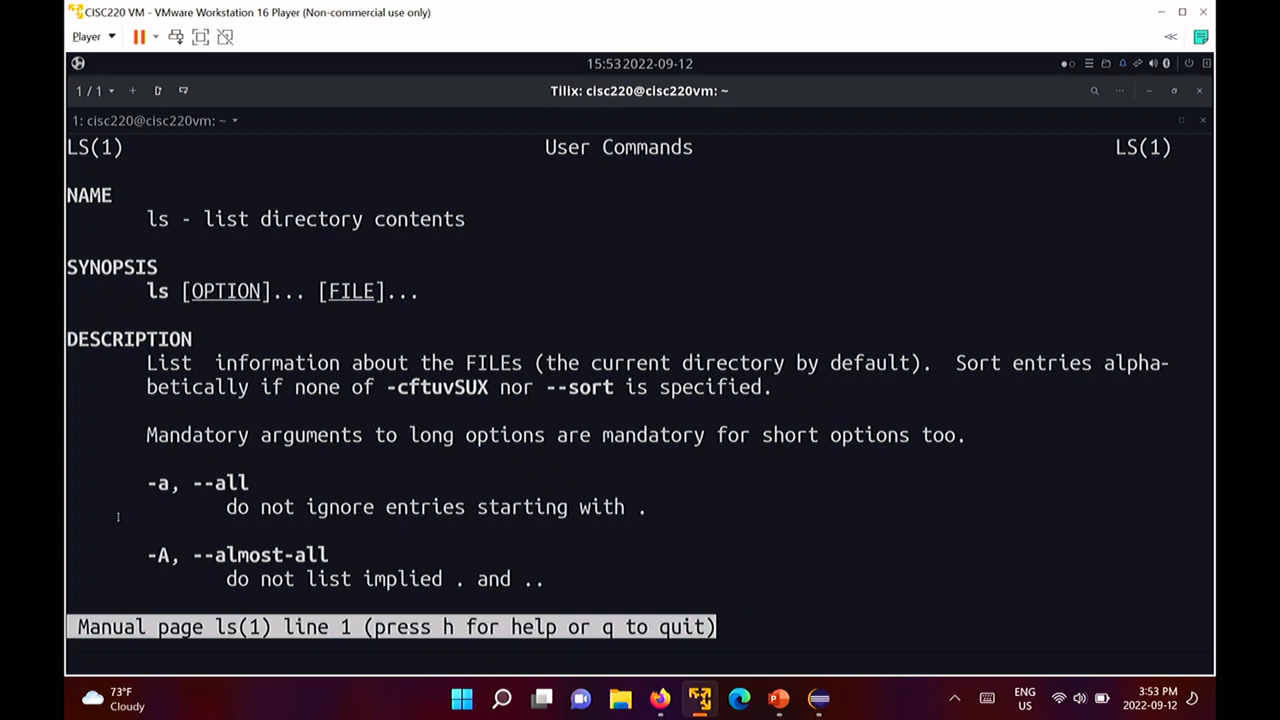 CISC220 VM - VMware Workstation 16 Player (Non-commercial use only)
Player
15:53 2022-09-12
1 / 1
Tilix: cisc220@cisc220vm: ~
1: cisc220@cisc220vm: ~
LS(1) User Commands LS(1)
NAME
ls - list directory contents
SYNOPSIS
ls [OPTION]... [FILE]...
DESCRIPTION
List information about the FILEs (the current directory by default). Sort entries alpha-
betically if none of -cftuvSUX nor --sort is specified.
Mandatory arguments to long options are mandatory for short options too.
-a, --all
do not ignore entries starting with .
-A, --almost-all
do not list implied . and ..
Manual page ls(1) line 1 (press h for help or q to quit)
73°F
Cloudy
ENG
US
3:53 PM
2022-09-12